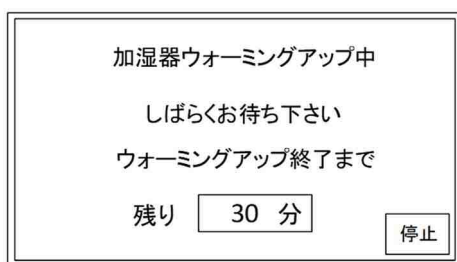 加湿器ウォーミングアップ中
しばらくお待ち下さい
ウォーミングアップ終了まで
残り 30 分
停止